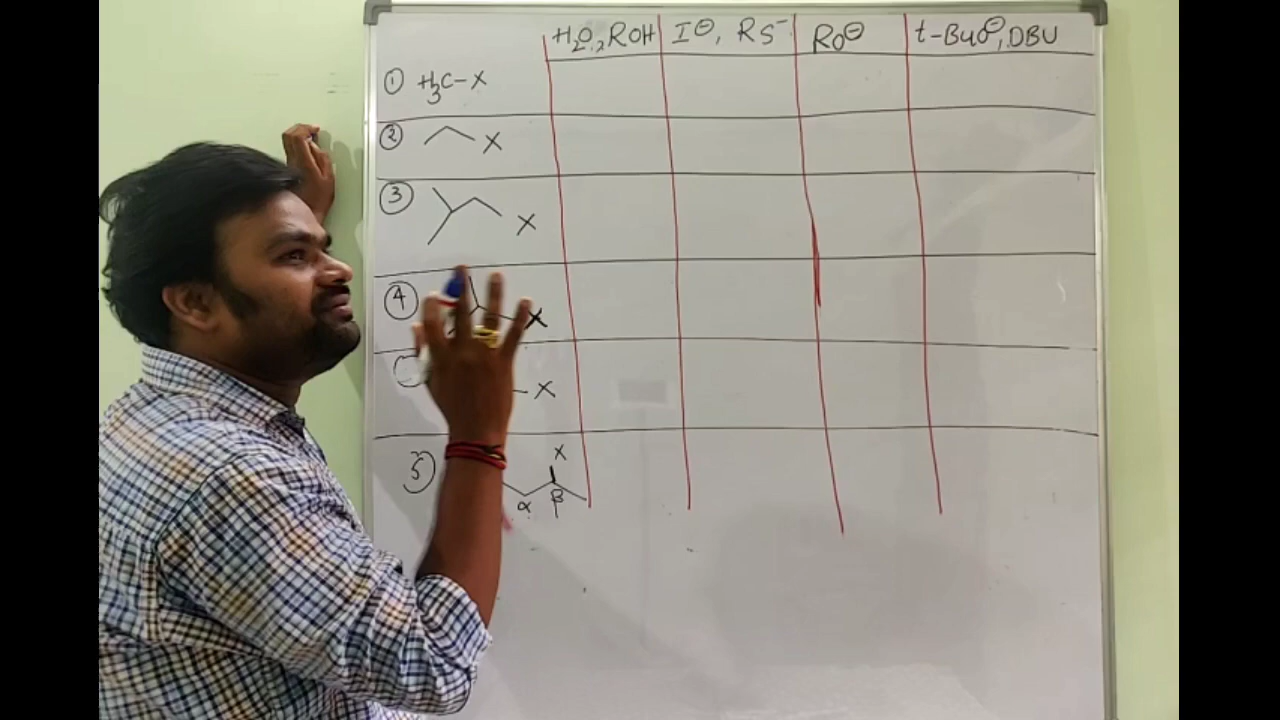 H₂O, ROH I⊖, RS⁻ RO⊖ t-BuO⊖, DBU
① H₃C-X
② X
③ X
④ X
X
X
5
α β